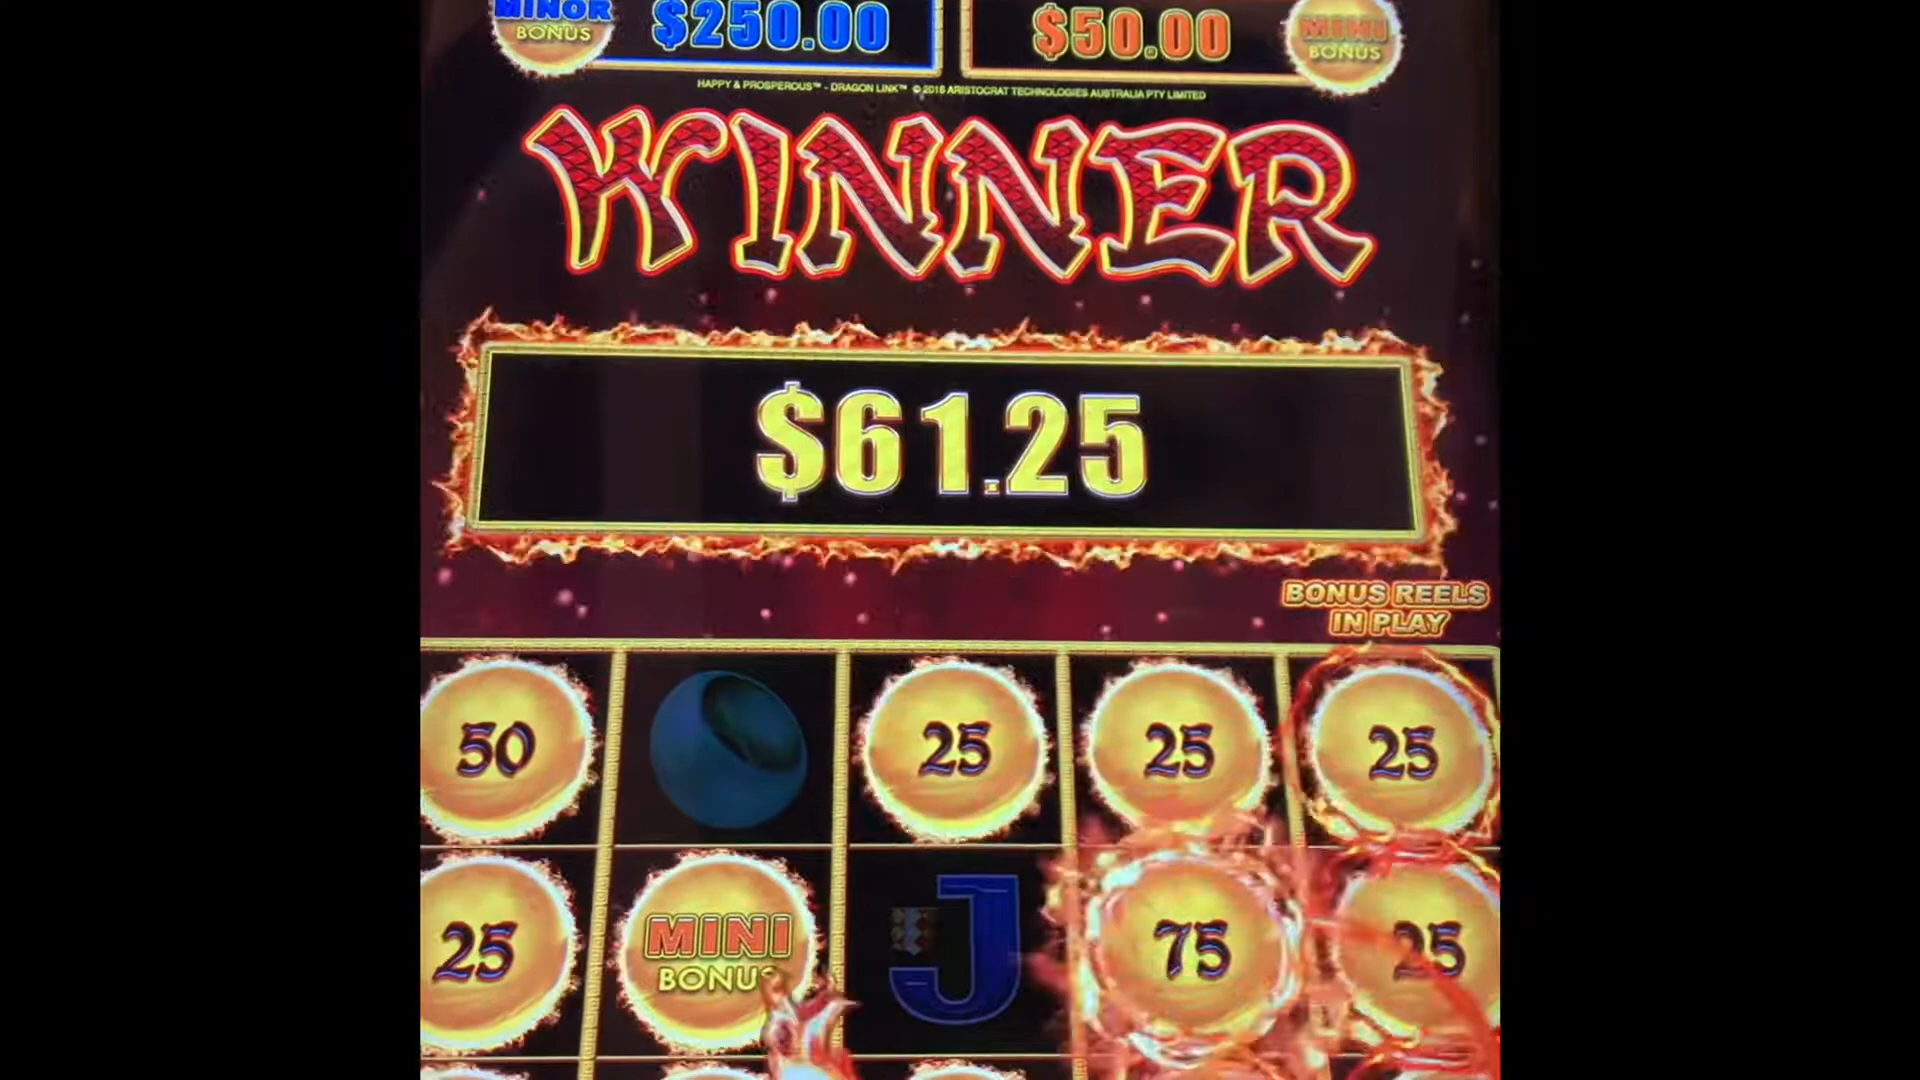 MINOR
BONUS
$250.00
$50.00
MINI
BONUS
HAPPY & PROSPEROUS™ - DRAGON LINK™ © 2016 ARISTOCRAT TECHNOLOGIES AUSTRALIA PTY LIMITED
WINNER
$61.25
BONUS REELS
IN PLAY
50
25
25
25
25
MINI
BONUS
J
75
25